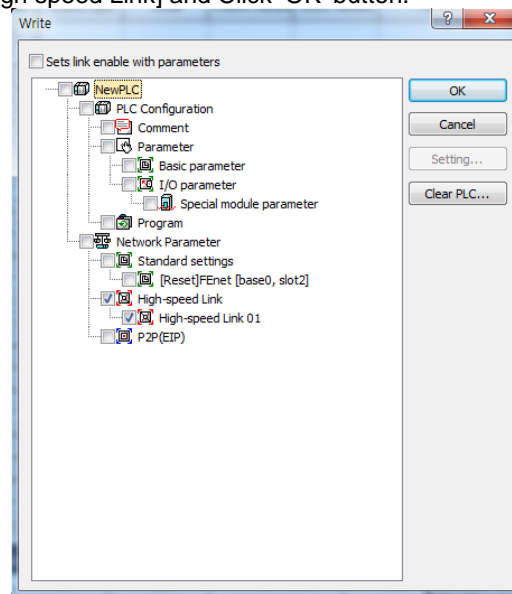 gh speed Link] and Click 'OK' button.
Write
Sets link enable with parameters
NewPLC
OK
PLC Configuration
Comment
Cancel
Parameter
Basic parameter
Setting...
I/O parameter
Special module parameter
Clear PLC...
Program
Network Parameter
Standard settings
[Reset]FEnet [base0, slot2]
High-speed Link
High-speed Link 01
P2P(EIP)